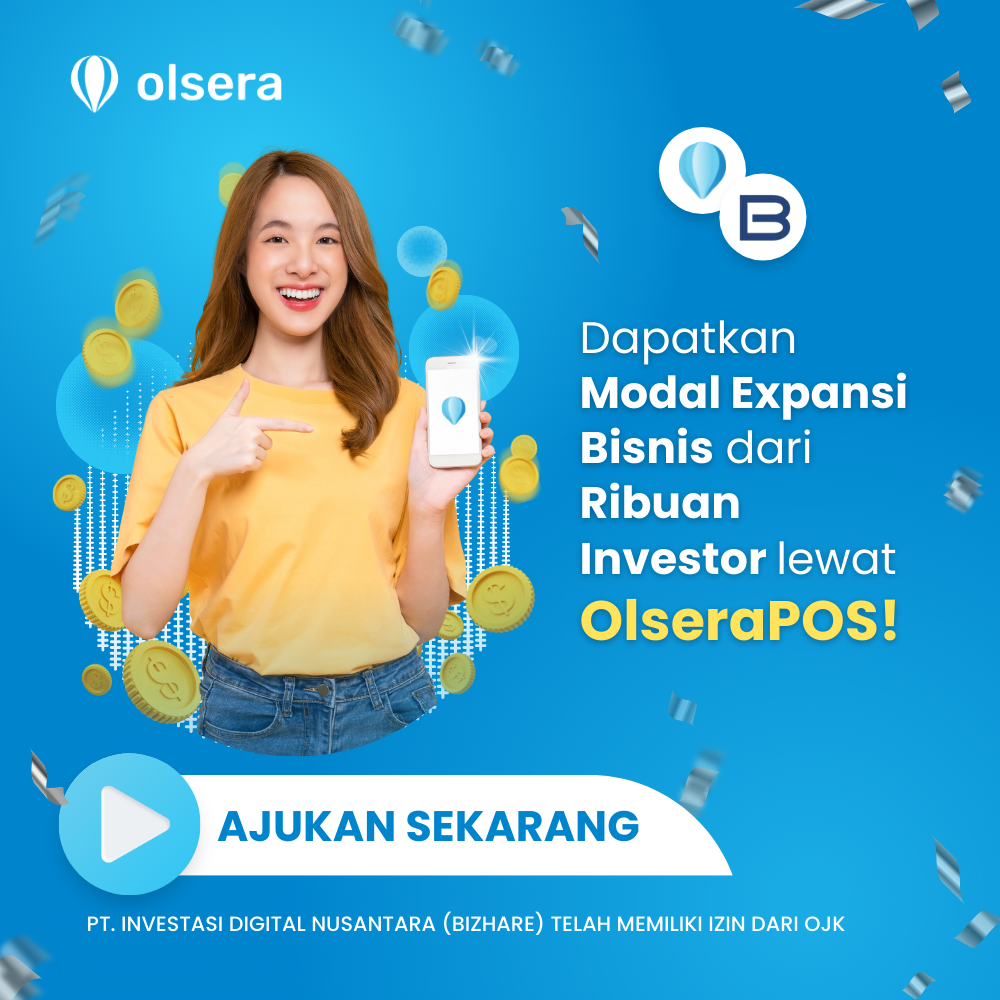 olsera
B
Dapatkan
Modal Expansi
Bisnis dari
Ribuan
Investor lewat
OlseraPOS!
AJUKAN SEKARANG
PT. INVESTASI DIGITAL NUSANTARA (BIZHARE) TELAH MEMILIKI IZIN DARI OJK